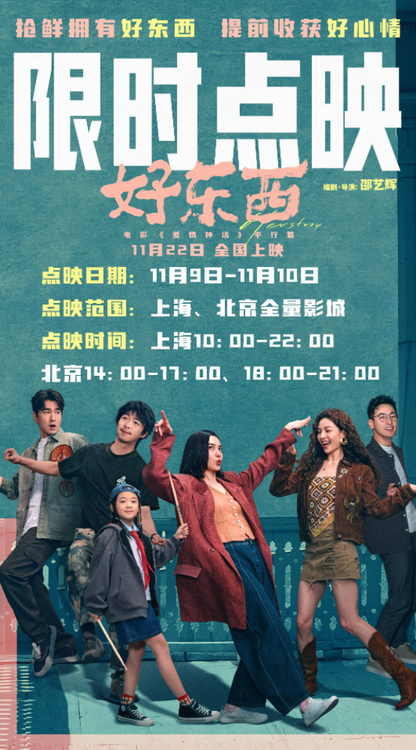 抢鲜拥有好东西 提前收获好心情
限时点映
好东西
Herstory
编剧·导演：邵艺辉
电影《爱情神话》平行篇
11月22日 全国上映
点映日期：11月9日-11月10日
点映范围：上海、北京全量影城
点映时间：上海10：00-22：00
北京14：00-17：00、18：00-21：00